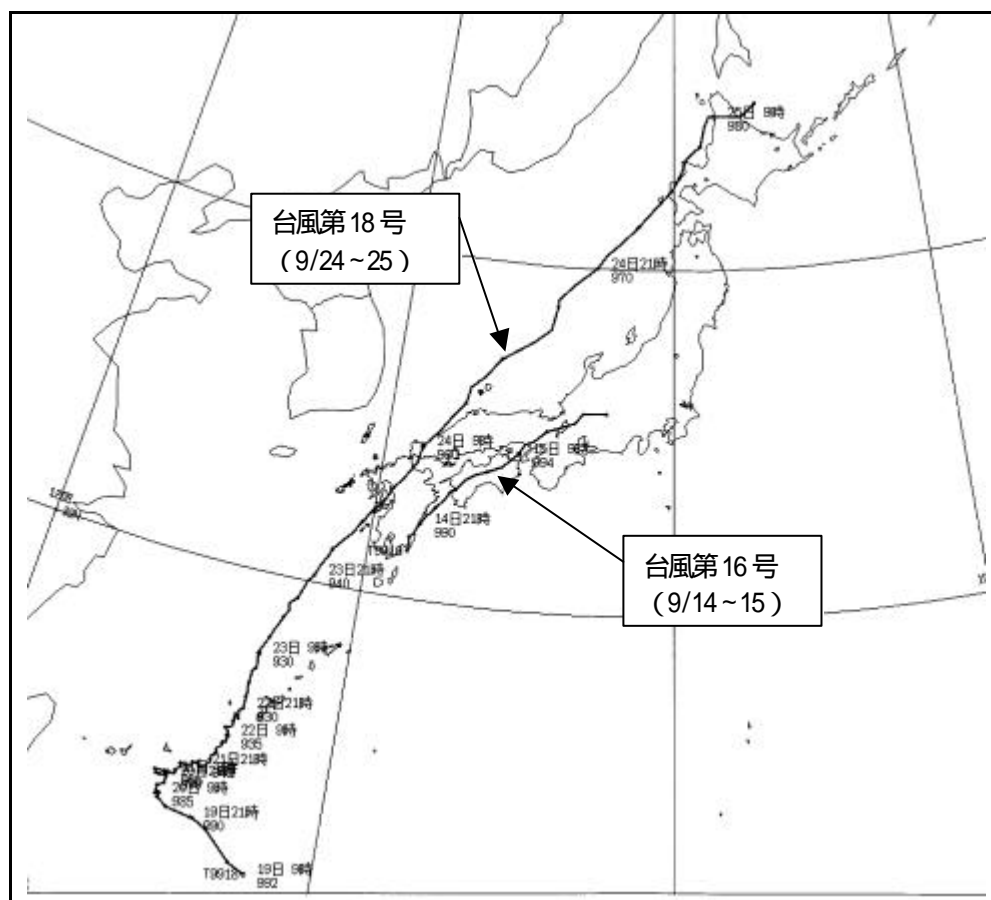 25日 9時
980
台風第18号
(9/24~25)
24日21時
970
24日 9時
15日 9時
994
14日21時
990
台風第16号
(9/14~15)
23日21時
940
23日 9時
930
22日21時
930
22日 9時
935
21日21時
20日 9時
985
19日21時
990
T9918
19日 9時
992